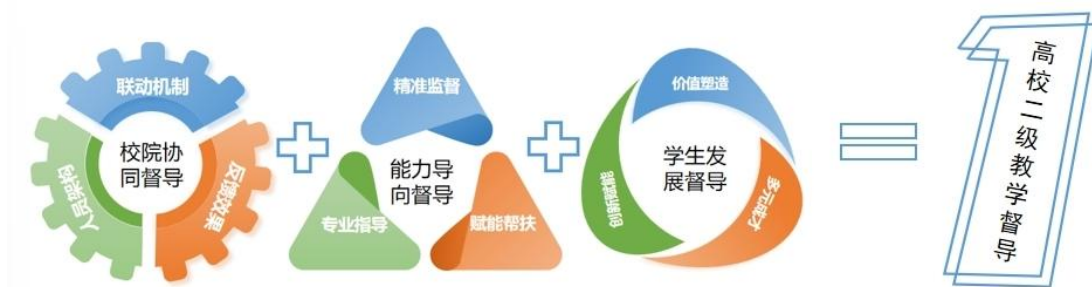 联动机制
校院协
同督导
人员架构
反馈效果
精准监督
能力导
向督导
专业指导
赋能帮扶
价值塑造
学生发
展督导
多元成才
高校二级教学督导